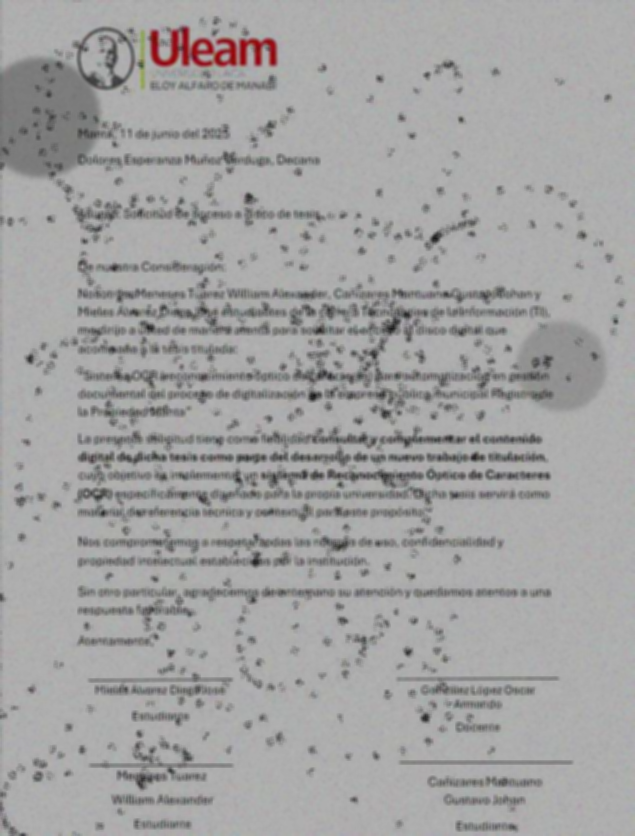 Uleam
UNIVERSIDAD LAICA
ELOY ALFARO DE MANABÍ
Manta, 11 de junio del 2025
Dolores Esperanza Muñoz Verduga, Decana
Asunto: Solicitud de acceso a disco de tesis
De nuestra Consideración:
Nosotros Meneses Tuarez William Alexander, Cañizares Mantuano Gustavo Johan y
Mieles Alvarez Diego José estudiantes de la carrera Tecnologías de la Información (TI),
me dirijo a usted de manera atenta para solicitar el acceso al disco digital que
acompaña a la tesis titulada:
"Sistema OCR reconocimiento óptico de caracteres para automatización en gestión
documental del proceso de digitalización de la empresa pública municipal Registro de
la Propiedad Manta"
La presente solicitud tiene como finalidad consultar y complementar el contenido
digital de dicha tesis como parte del desarrollo de un nuevo trabajo de titulación,
cuyo objetivo es implementar un sistema de Reconocimiento Óptico de Caracteres
(OCR) específicamente diseñado para la propia universidad. Dicha tesis servirá como
material de referencia técnica y contextual para este propósito.
Nos comprometemos a respetar todas las normas de uso, confidencialidad y
propiedad intelectual establecidas por la institución.
Sin otro particular, agradecemos de antemano su atención y quedamos atentos a una
respuesta favorable.
Atentamente,
Mieles Alvarez Diego Jose
Estudiante
González López Oscar
Armando
Docente
Meneses Tuarez
William Alexander
Estudiante
Cañizares Mantuano
Gustavo Johan
Estudiante